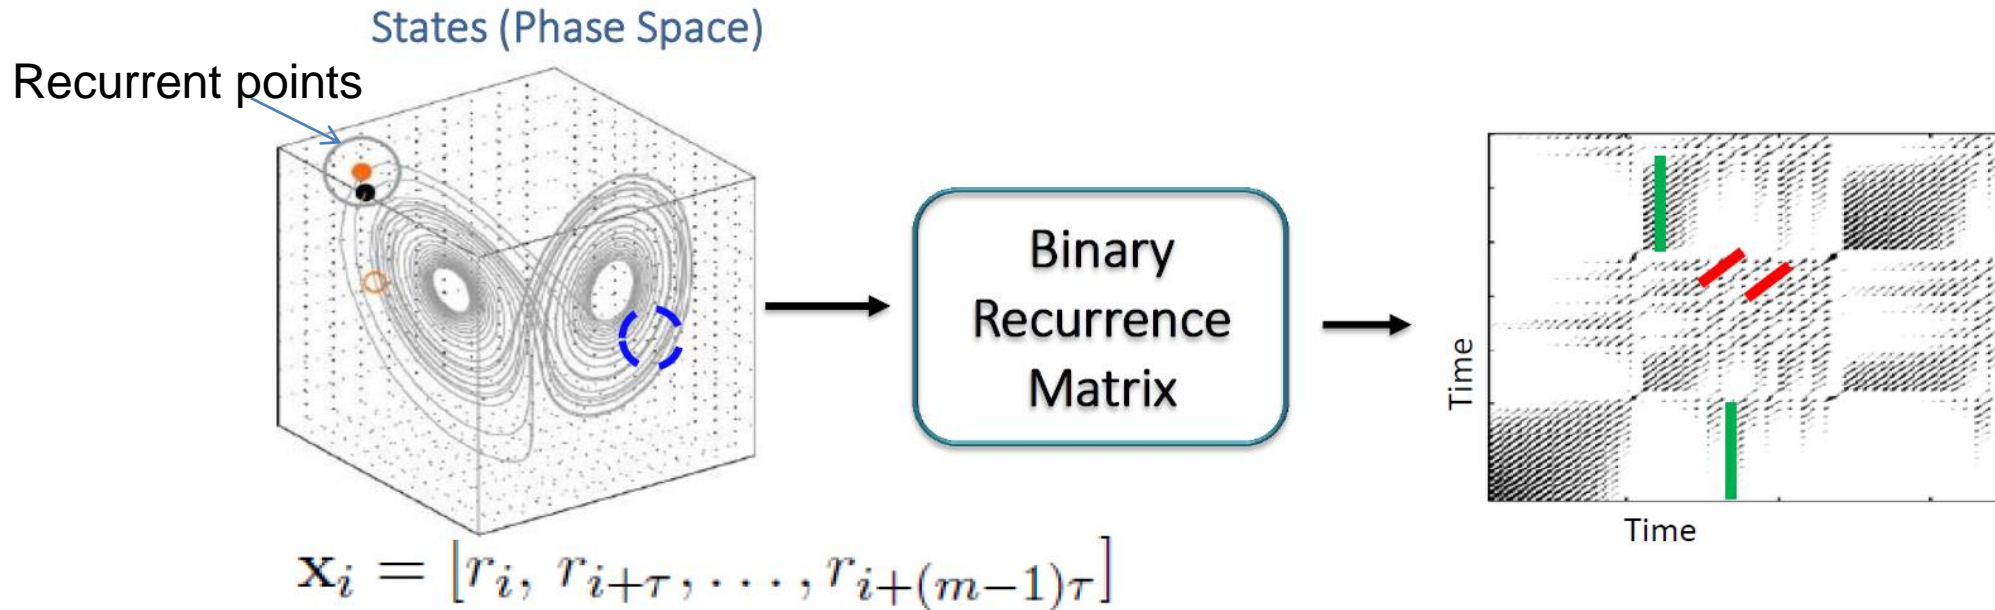 States (Phase Space)
Recurrent points
Binary
Recurrence
Matrix
Time
Time
x_i = [r_i, r_{i+τ}, . . . , r_{i+(m−1)τ}]